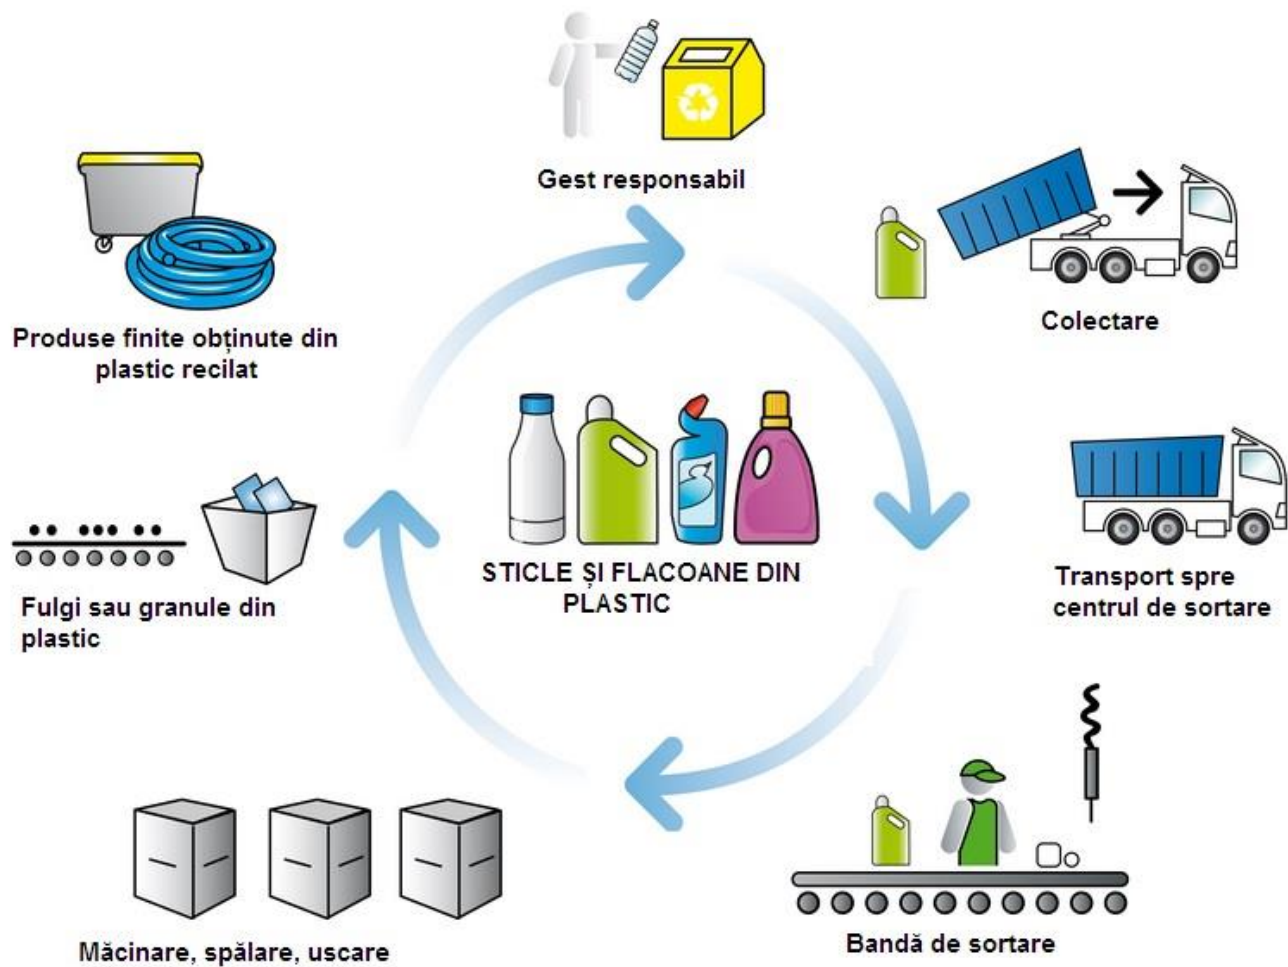 Gest responsabil
Colectare
Transport spre
centrul de sortare
Bandă de sortare
Măcinare, spălare, uscare
Fulgi sau granule din
plastic
Produse finite obținute din
plastic recilat
STICLE ȘI FLACOANE DIN
PLASTIC